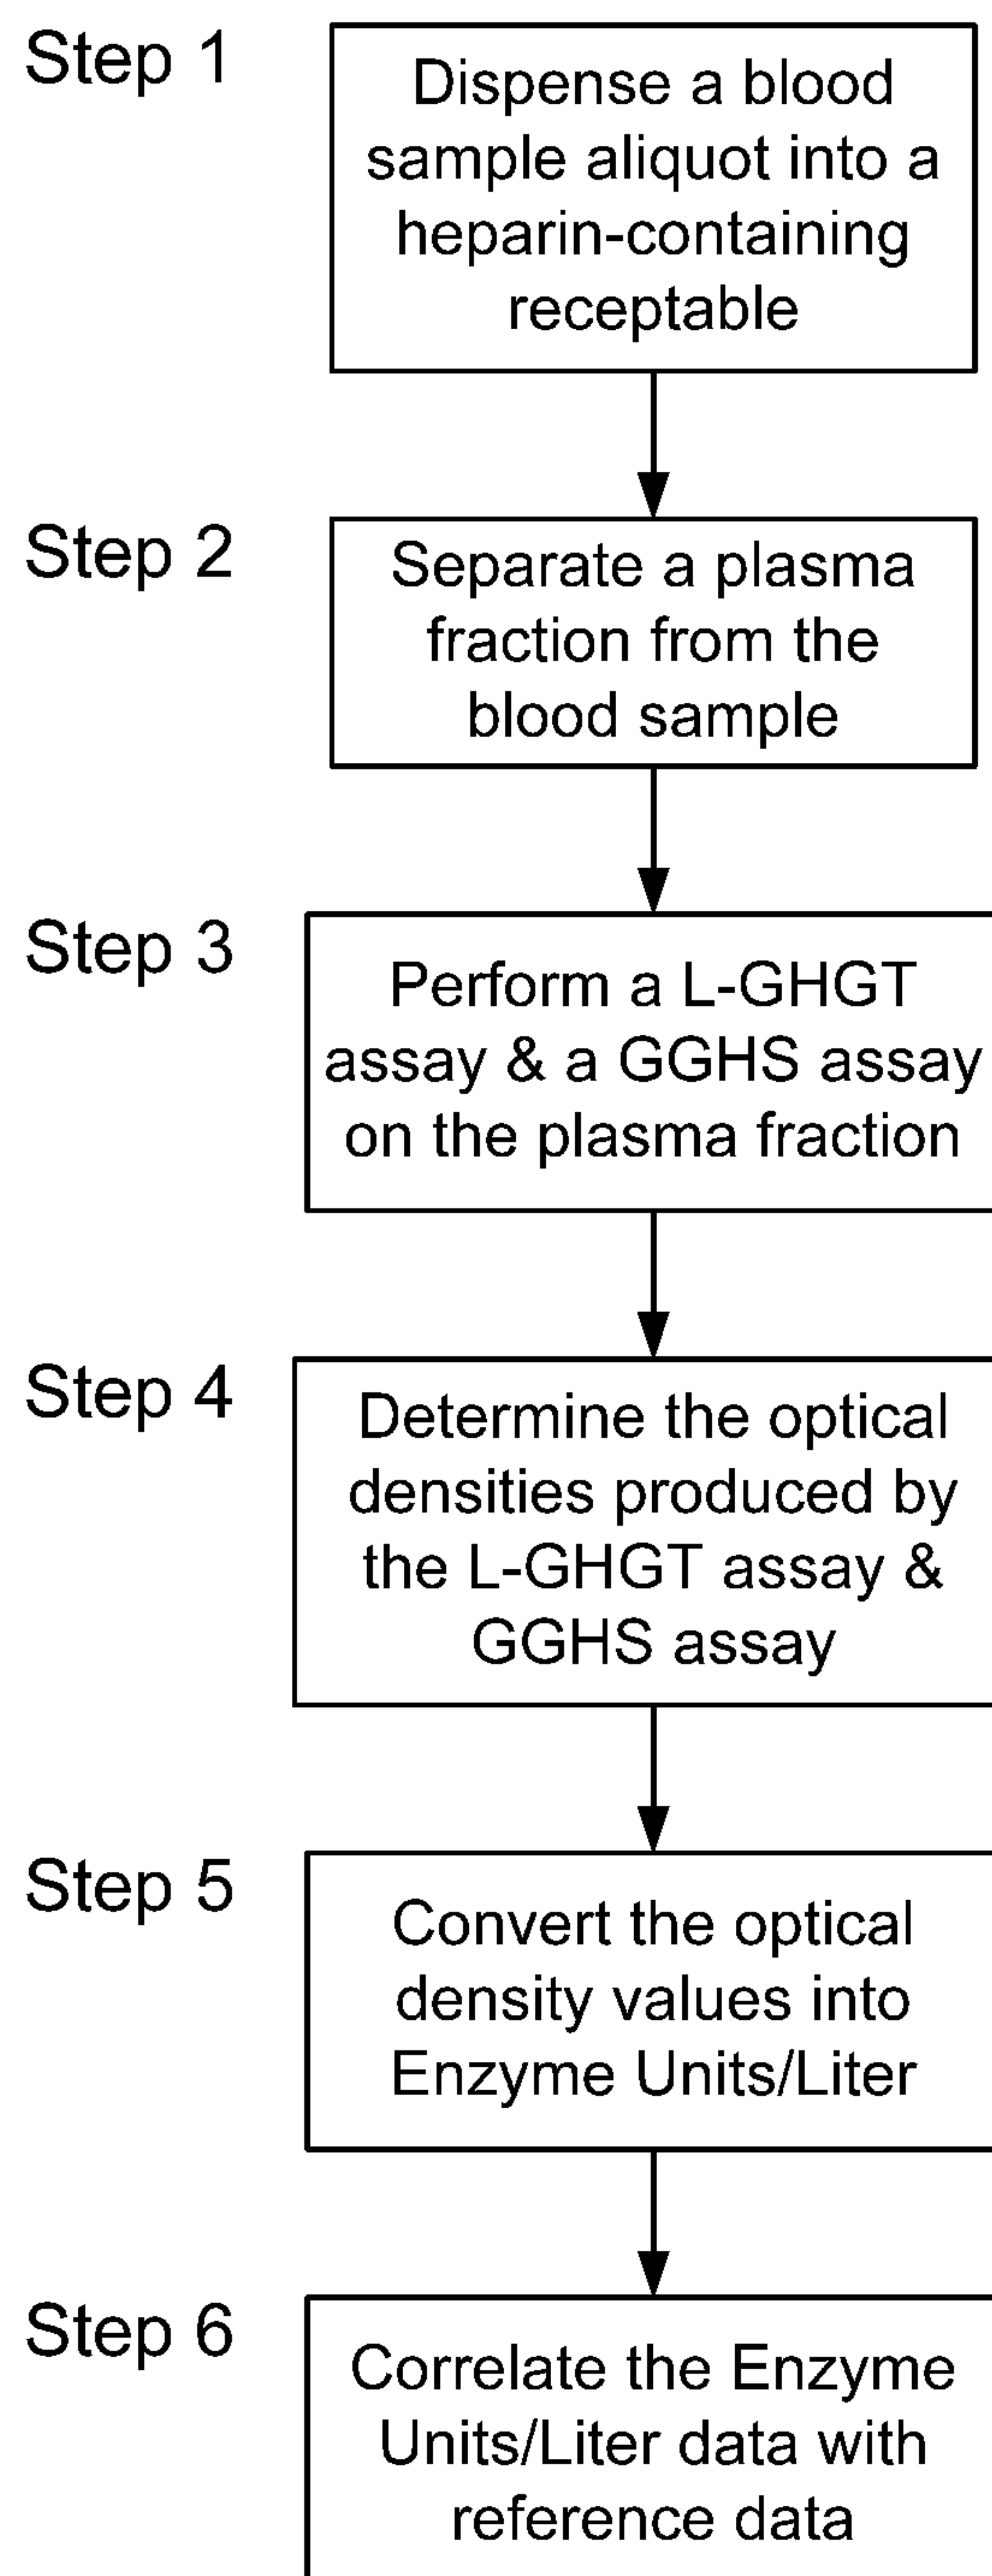 Step 1
Dispense a blood
sample aliquot into a
heparin-containing
receptable
Step 2
Separate a plasma
fraction from the
blood sample
Step 3
Perform a L-GHGT
assay & a GGHS assay
on the plasma fraction
Step 4
Determine the optical
densities produced by
the L-GHGT assay &
GGHS assay
Step 5
Convert the optical
density values into
Enzyme Units/Liter
Step 6
Correlate the Enzyme
Units/Liter data with
reference data